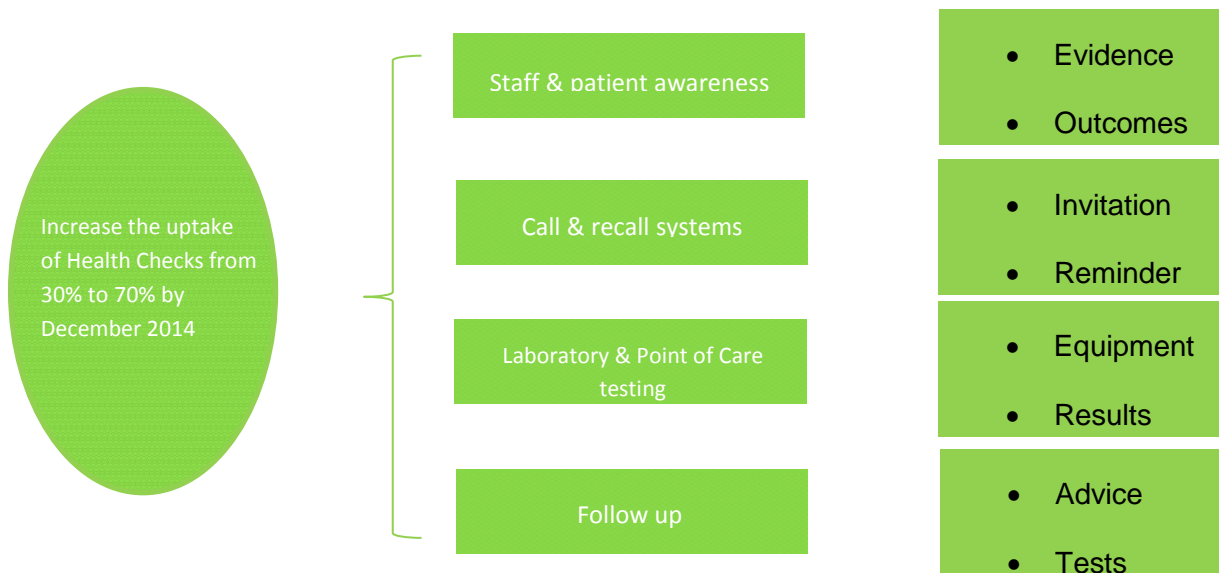 Increase the uptake
of Health Checks from
30% to 70% by
December 2014
Staff & patient awareness
Call & recall systems
Laboratory & Point of Care
testing
Follow up
• Evidence
• Outcomes
• Invitation
• Reminder
• Equipment
• Results
• Advice
• Tests